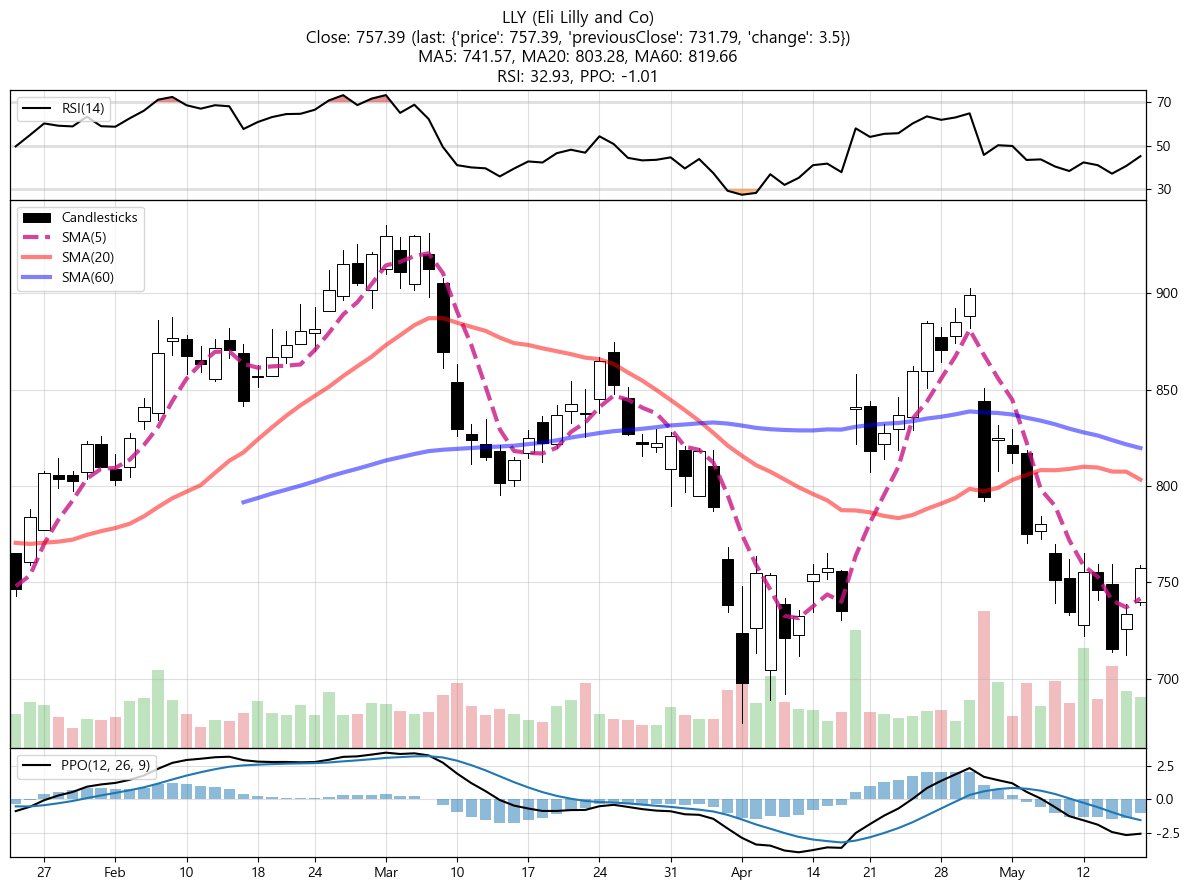 LLY (Eli Lilly and Co)
Close: 757.39 (last: {'price': 757.39, 'previousClose': 731.79, 'change': 3.5})
MA5: 741.57, MA20: 803.28, MA60: 819.66
RSI: 32.93, PPO: -1.01
RSI(14)
70
50
30
Candlesticks
SMA(5)
SMA(20)
SMA(60)
900
850
800
750
700
PPO(12, 26, 9)
2.5
0.0
−2.5
27 Feb 10 18 24 Mar 10 17 24 31 Apr 14 21 28 May 12